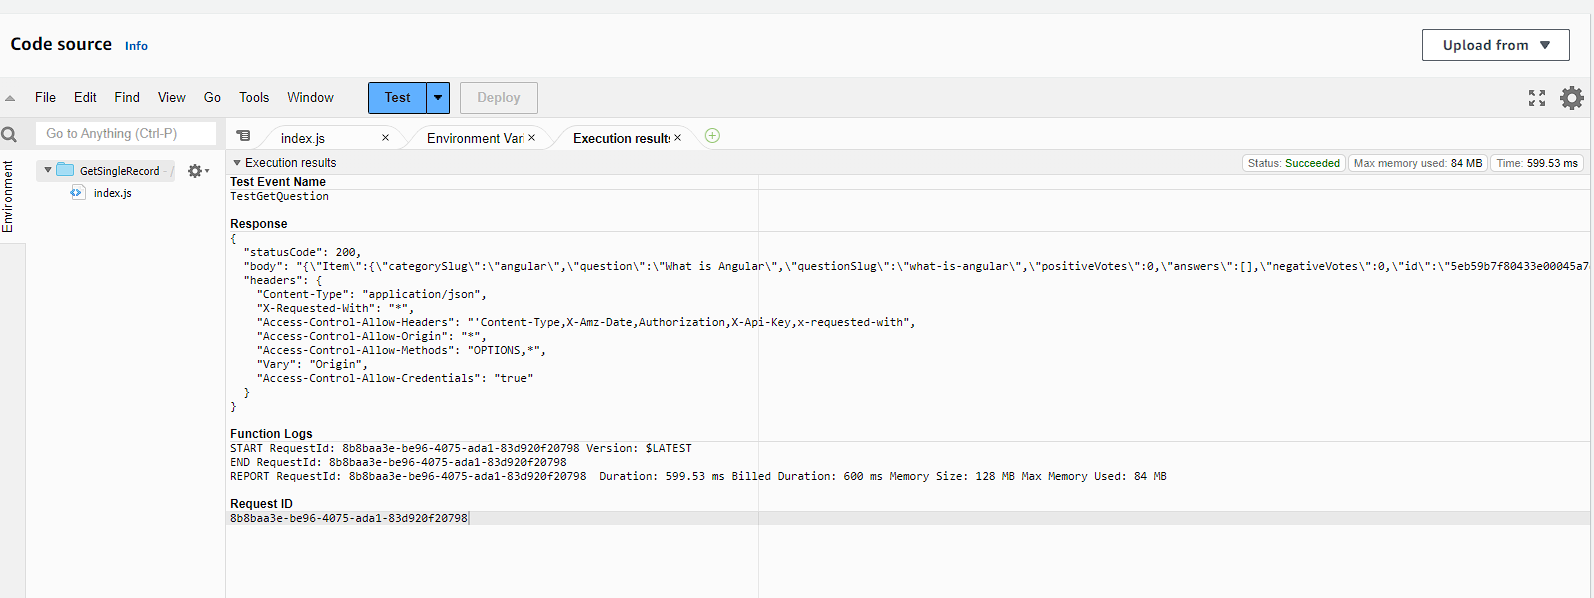 Code source Info
Upload from
File Edit Find View Go Tools Window Test Deploy
Go to Anything (Ctrl-P)
index.js Environment Var Execution results
Environment
GetSingleRecord - /
index.js
Execution results
Status: Succeeded Max memory used: 84 MB Time: 599.53 ms
Test Event Name
TestGetQuestion
Response
{
"statusCode": 200,
"body": "{\"Item\":{\"categorySlug\":\"angular\",\"question\":\"What is Angular\",\"questionSlug\":\"what-is-angular\",\"positiveVotes\":0,\"answers\":[],\"negativeVotes\":0,\"id\":\"5eb59b7f80433e00045a7
"headers": {
"Content-Type": "application/json",
"X-Requested-With": "*",
"Access-Control-Allow-Headers": "'Content-Type,X-Amz-Date,Authorization,X-Api-Key,x-requested-with",
"Access-Control-Allow-Origin": "*",
"Access-Control-Allow-Methods": "OPTIONS,*",
"Vary": "Origin",
"Access-Control-Allow-Credentials": "true"
}
}
Function Logs
START RequestId: 8b8baa3e-be96-4075-ada1-83d920f20798 Version: $LATEST
END RequestId: 8b8baa3e-be96-4075-ada1-83d920f20798
REPORT RequestId: 8b8baa3e-be96-4075-ada1-83d920f20798 Duration: 599.53 ms Billed Duration: 600 ms Memory Size: 128 MB Max Memory Used: 84 MB
Request ID
8b8baa3e-be96-4075-ada1-83d920f20798